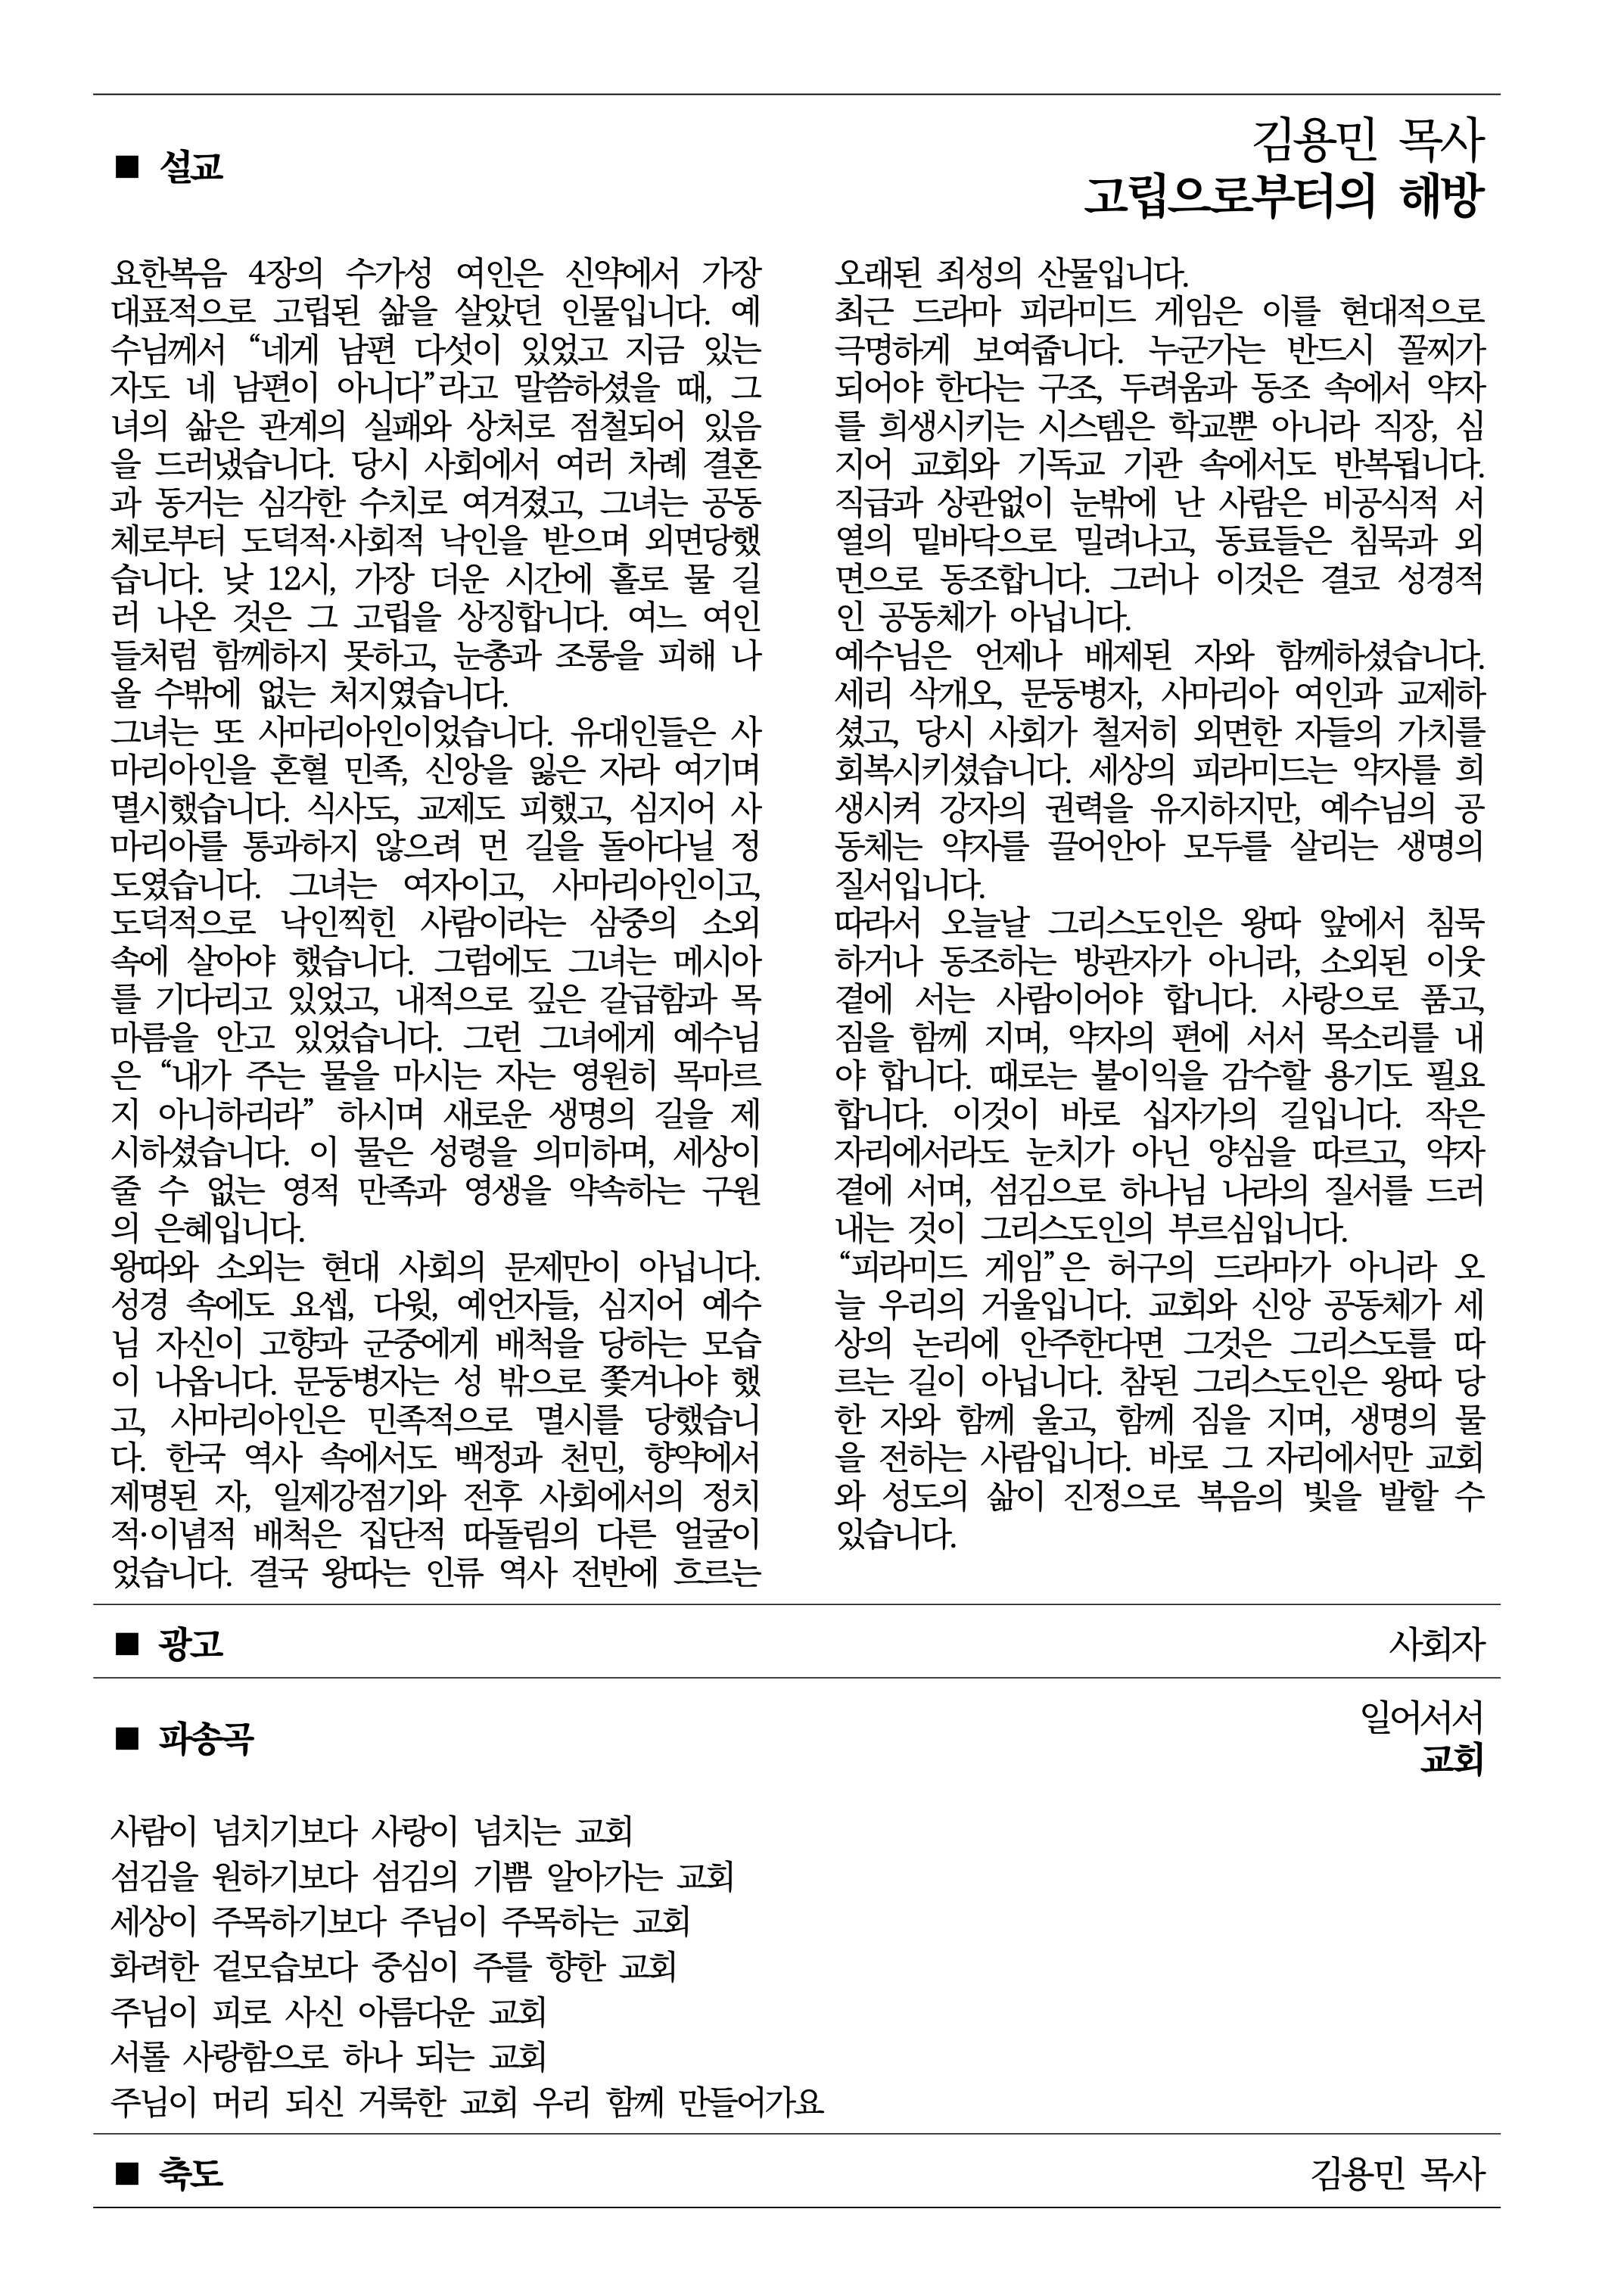 ■ 설교
김용민 목사
고립으로부터의 해방
요한복음 4장의 수가성 여인은 신약에서 가장
대표적으로 고립된 삶을 살았던 인물입니다. 예
수님께서 “네게 남편 다섯이 있었고 지금 있는
자도 네 남편이 아니다”라고 말씀하셨을 때, 그
녀의 삶은 관계의 실패와 상처로 점철되어 있음
을 드러냈습니다. 당시 사회에서 여러 차례 결혼
과 동거는 심각한 수치로 여겨졌고, 그녀는 공동
체로부터 도덕적·사회적 낙인을 받으며 외면당했
습니다. 낮 12시, 가장 더운 시간에 홀로 물 길
러 나온 것은 그 고립을 상징합니다. 여느 여인
들처럼 함께하지 못하고, 눈총과 조롱을 피해 나
올 수밖에 없는 처지였습니다.
그녀는 또 사마리아인이었습니다. 유대인들은 사
마리아인을 혼혈 민족, 신앙을 잃은 자라 여기며
멸시했습니다. 식사도, 교제도 피했고, 심지어 사
마리아를 통과하지 않으려 먼 길을 돌아다닐 정
도였습니다. 그녀는 여자이고, 사마리아인이고,
도덕적으로 낙인찍힌 사람이라는 삼중의 소외
속에 살아야 했습니다. 그럼에도 그녀는 메시아
를 기다리고 있었고, 내적으로 깊은 갈급함과 목
마름을 안고 있었습니다. 그런 그녀에게 예수님
은 “내가 주는 물을 마시는 자는 영원히 목마르
지 아니하리라” 하시며 새로운 생명의 길을 제
시하셨습니다. 이 물은 성령을 의미하며, 세상이
줄 수 없는 영적 만족과 영생을 약속하는 구원
의 은혜입니다.
왕따와 소외는 현대 사회의 문제만이 아닙니다.
성경 속에도 요셉, 다윗, 예언자들, 심지어 예수
님 자신이 고향과 군중에게 배척을 당하는 모습
이 나옵니다. 문둥병자는 성 밖으로 쫓겨나야 했
고, 사마리아인은 민족적으로 멸시를 당했습니
다. 한국 역사 속에서도 백정과 천민, 향약에서
제명된 자, 일제강점기와 전후 사회에서의 정치
적·이념적 배척은 집단적 따돌림의 다른 얼굴이
었습니다. 결국 왕따는 인류 역사 전반에 흐르는
오래된 죄성의 산물입니다.
최근 드라마 피라미드 게임은 이를 현대적으로
극명하게 보여줍니다. 누군가는 반드시 꼴찌가
되어야 한다는 구조, 두려움과 동조 속에서 약자
를 희생시키는 시스템은 학교뿐 아니라 직장, 심
지어 교회와 기독교 기관 속에서도 반복됩니다.
직급과 상관없이 눈밖에 난 사람은 비공식적 서
열의 밑바닥으로 밀려나고, 동료들은 침묵과 외
면으로 동조합니다. 그러나 이것은 결코 성경적
인 공동체가 아닙니다.
예수님은 언제나 배제된 자와 함께하셨습니다.
세리 삭개오, 문둥병자, 사마리아 여인과 교제하
셨고, 당시 사회가 철저히 외면한 자들의 가치를
회복시키셨습니다. 세상의 피라미드는 약자를 희
생시켜 강자의 권력을 유지하지만, 예수님의 공
동체는 약자를 끌어안아 모두를 살리는 생명의
질서입니다.
따라서 오늘날 그리스도인은 왕따 앞에서 침묵
하거나 동조하는 방관자가 아니라, 소외된 이웃
곁에 서는 사람이어야 합니다. 사랑으로 품고,
짐을 함께 지며, 약자의 편에 서서 목소리를 내
야 합니다. 때로는 불이익을 감수할 용기도 필요
합니다. 이것이 바로 십자가의 길입니다. 작은
자리에서라도 눈치가 아닌 양심을 따르고, 약자
곁에 서며, 섬김으로 하나님 나라의 질서를 드러
내는 것이 그리스도인의 부르심입니다.
“피라미드 게임”은 허구의 드라마가 아니라 오
늘 우리의 거울입니다. 교회와 신앙 공동체가 세
상의 논리에 안주한다면 그것은 그리스도를 따
르는 길이 아닙니다. 참된 그리스도인은 왕따 당
한 자와 함께 울고, 함께 짐을 지며, 생명의 물
을 전하는 사람입니다. 바로 그 자리에서만 교회
와 성도의 삶이 진정으로 복음의 빛을 발할 수
있습니다.
■ 광고 사회자
■ 파송곡
일어서서
교회
사람이 넘치기보다 사랑이 넘치는 교회
섬김을 원하기보다 섬김의 기쁨 알아가는 교회
세상이 주목하기보다 주님이 주목하는 교회
화려한 겉모습보다 중심이 주를 향한 교회
주님이 피로 사신 아름다운 교회
서롤 사랑함으로 하나 되는 교회
주님이 머리 되신 거룩한 교회 우리 함께 만들어가요
■ 축도 김용민 목사